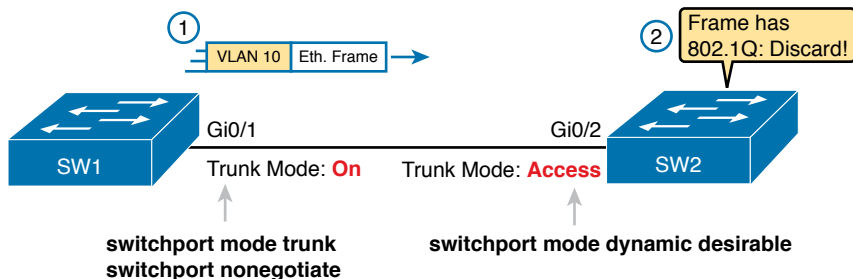 1
VLAN 10 Eth. Frame
2
Frame has
802.1Q: Discard!
SW1
Gi0/1
Gi0/2
SW2
Trunk Mode: On
Trunk Mode: Access
switchport mode trunk
switchport nonegotiate
switchport mode dynamic desirable